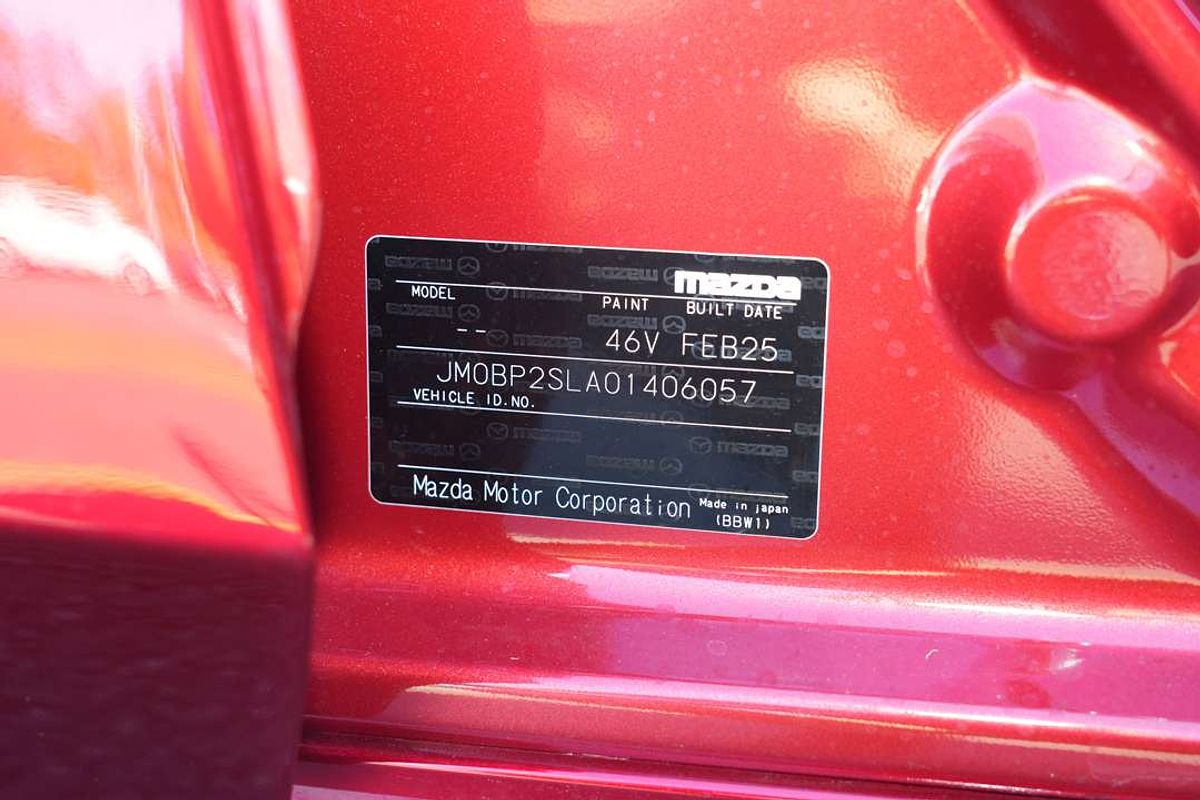 mazda
MODEL PAINT BUILT DATE
-- 46V FEB25
JM0BP2SLA01406057
VEHICLE ID.NO.
Mazda Motor Corporation Made in japan
(BBW1)